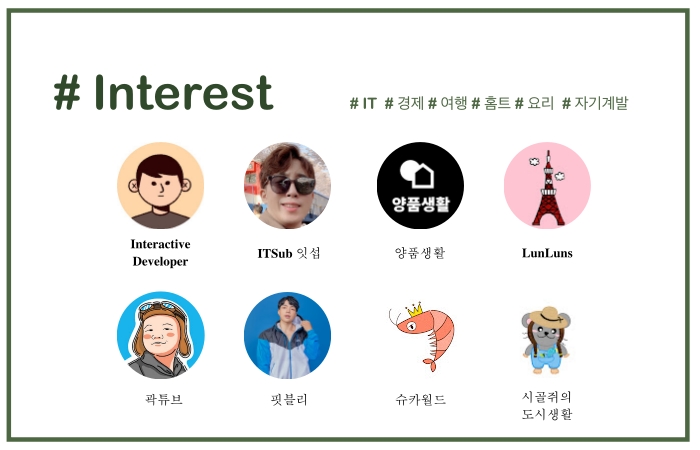 # Interest
# IT # 경제 # 여행 # 홈트 # 요리 # 자기계발
양품생활
Interactive
Developer
ITSub 잇섭
양품생활
LunLuns
곽튜브
핏블리
슈카월드
시골쥐의
도시생활